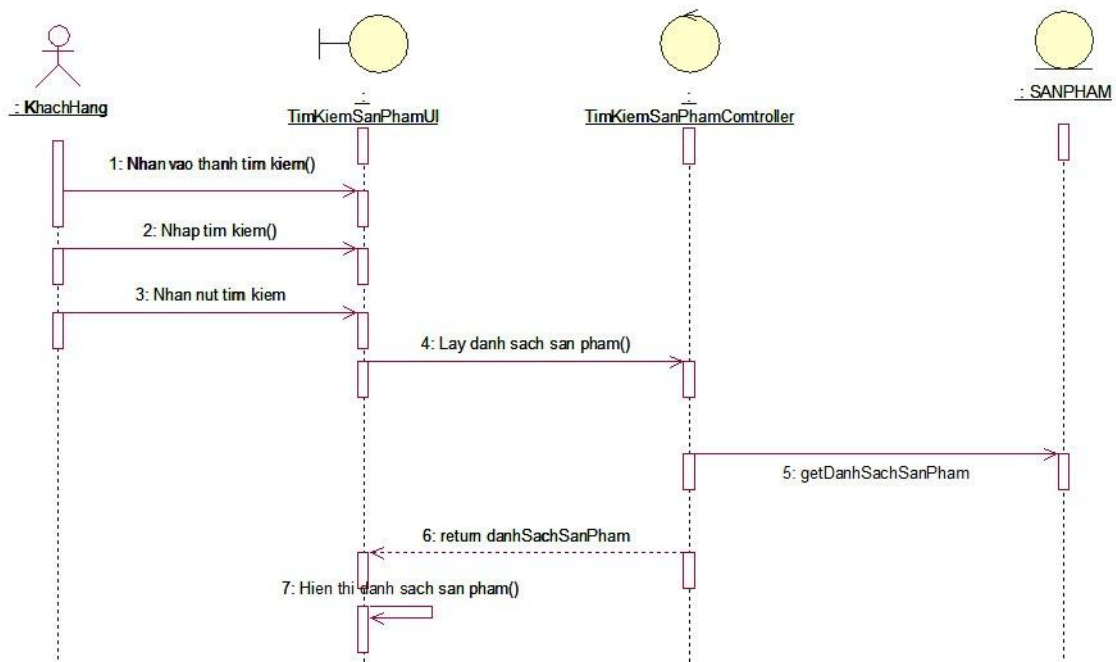 : KhachHang
:
TimKiemSanPhamUI
:
TimKiemSanPhamComtroller
: SANPHAM
1: Nhan vao thanh tim kiem()
2: Nhap tim kiem()
3: Nhan nut tim kiem
4: Lay danh sach san pham()
5: getDanhSachSanPham
6: return danhSachSanPham
7: Hien thi danh sach san pham()